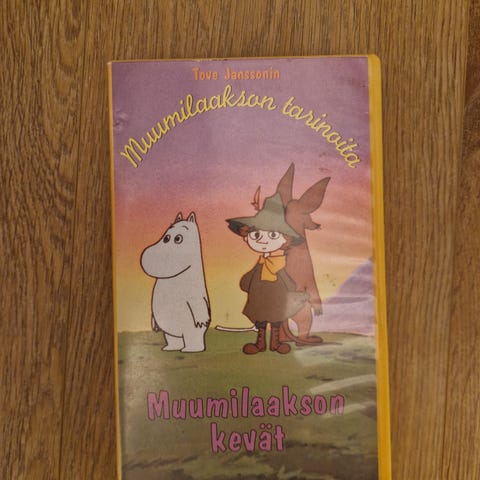 Tove Janssonin
Muumilaakson tarinoita
Muumilaakson
kevät